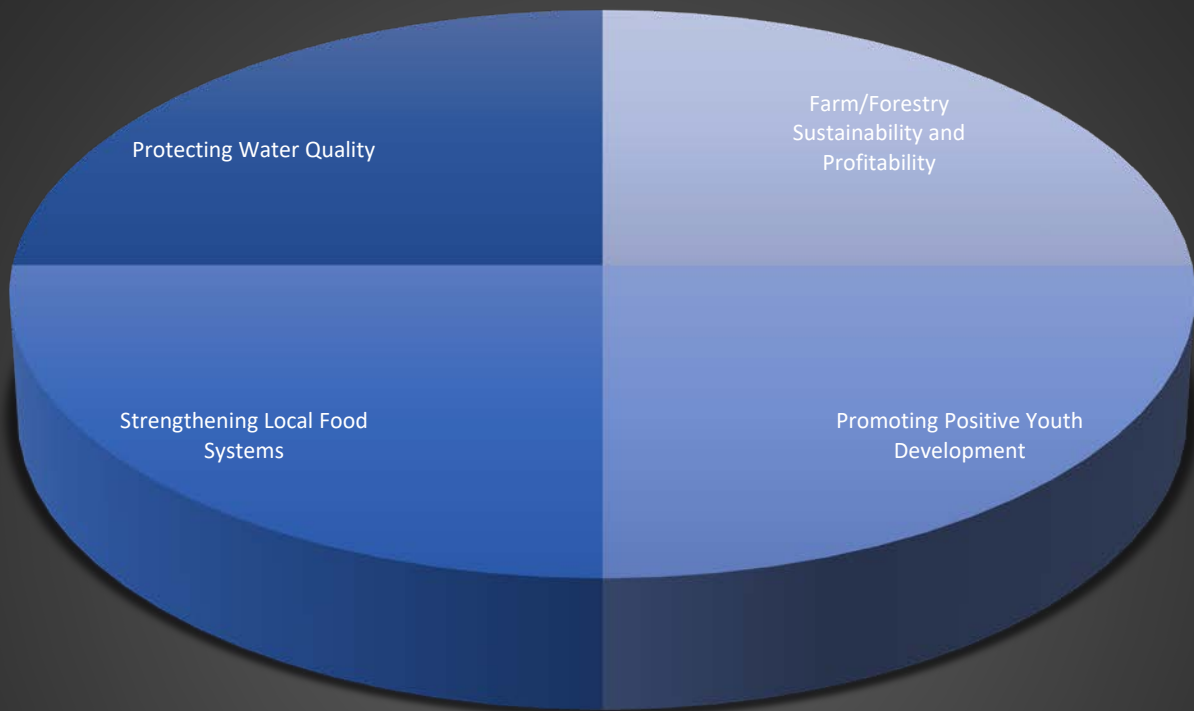 Protecting Water Quality
Farm/Forestry
Sustainability and
Profitability
Strengthening Local Food
Systems
Promoting Positive Youth
Development